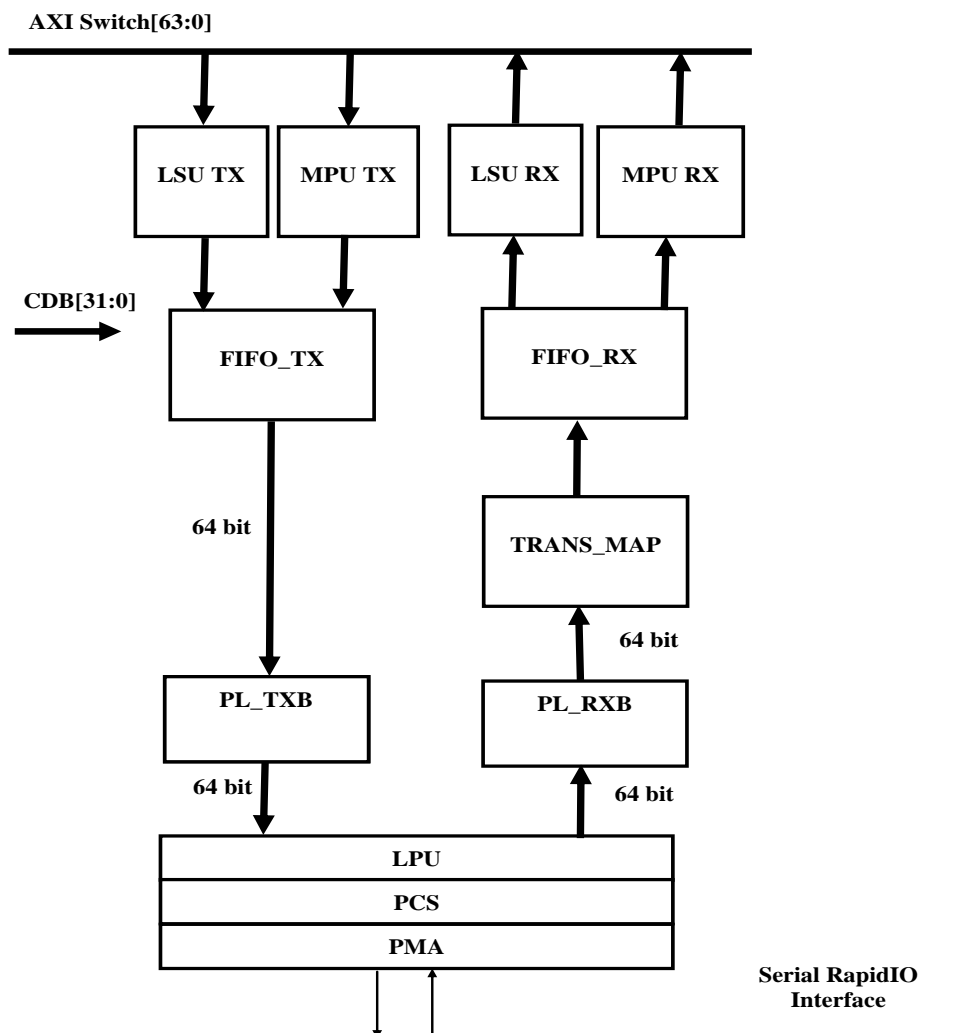 AXI Switch[63:0]
LSU TX
MPU TX
LSU RX
MPU RX
CDB[31:0]
FIFO_TX
FIFO_RX
64 bit
TRANS_MAP
64 bit
PL_TXB
PL_RXB
64 bit
64 bit
LPU
PCS
PMA
Serial RapidIO
Interface